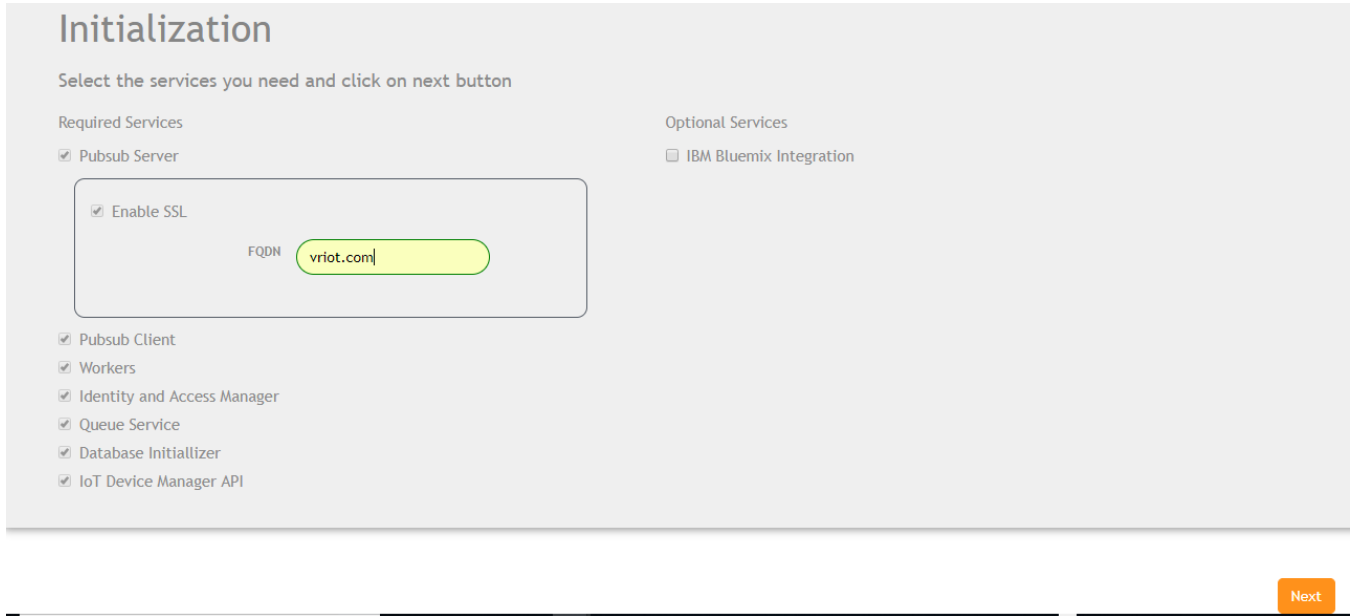 Initialization
Select the services you need and click on next button
Required Services
Pubsub Server
Enable SSL
FQDN vriot.com
Pubsub Client
Workers
Identity and Access Manager
Queue Service
Database Initiallizer
IoT Device Manager API
Optional Services
IBM Bluemix Integration
Next